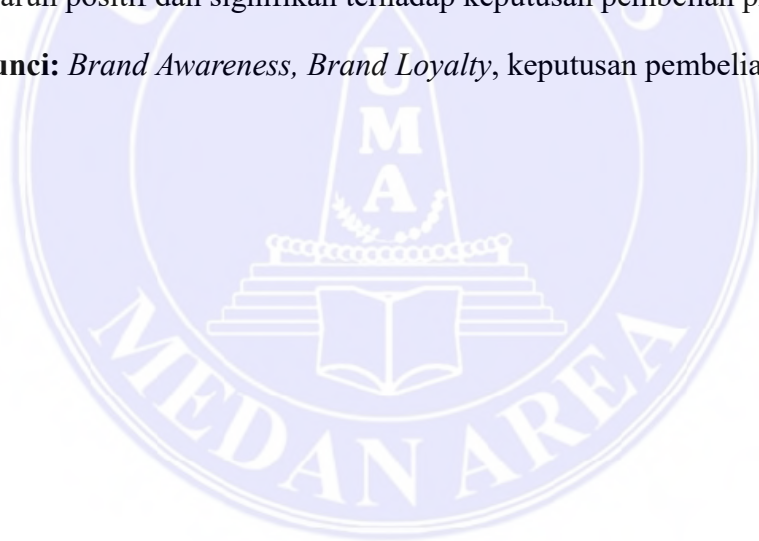 aruh positif dan signifikan terhadap keputusan pembelian p
unci: Brand Awareness, Brand Loyalty, keputusan pembelia
U
M
A
MEDAN AREA